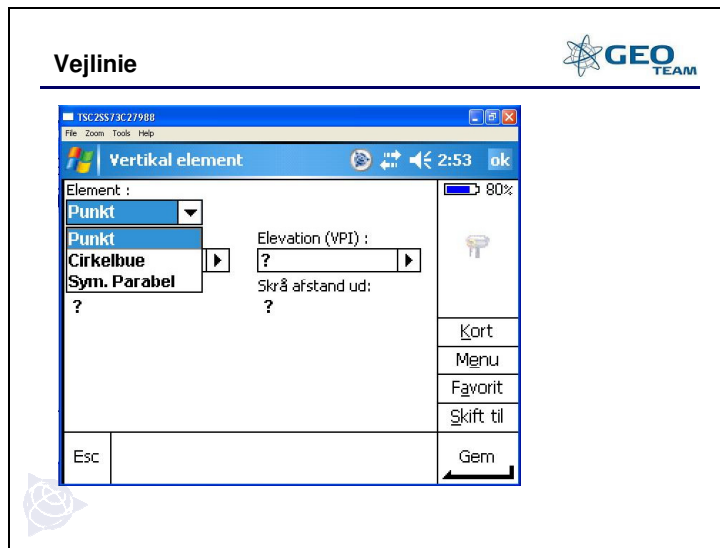 Vejlinie
GEO
TEAM
TSC2SS73C27988
File Zoom Tools Help
Vertikal element 2:53 ok
Element :
80%
Punkt
Punkt
Cirkelbue
Sym. Parabel
Elevation (VPI) :
?
Skrå afstand ud:
? ?
Kort
Menu
Favorit
Skift til
Esc
Gem